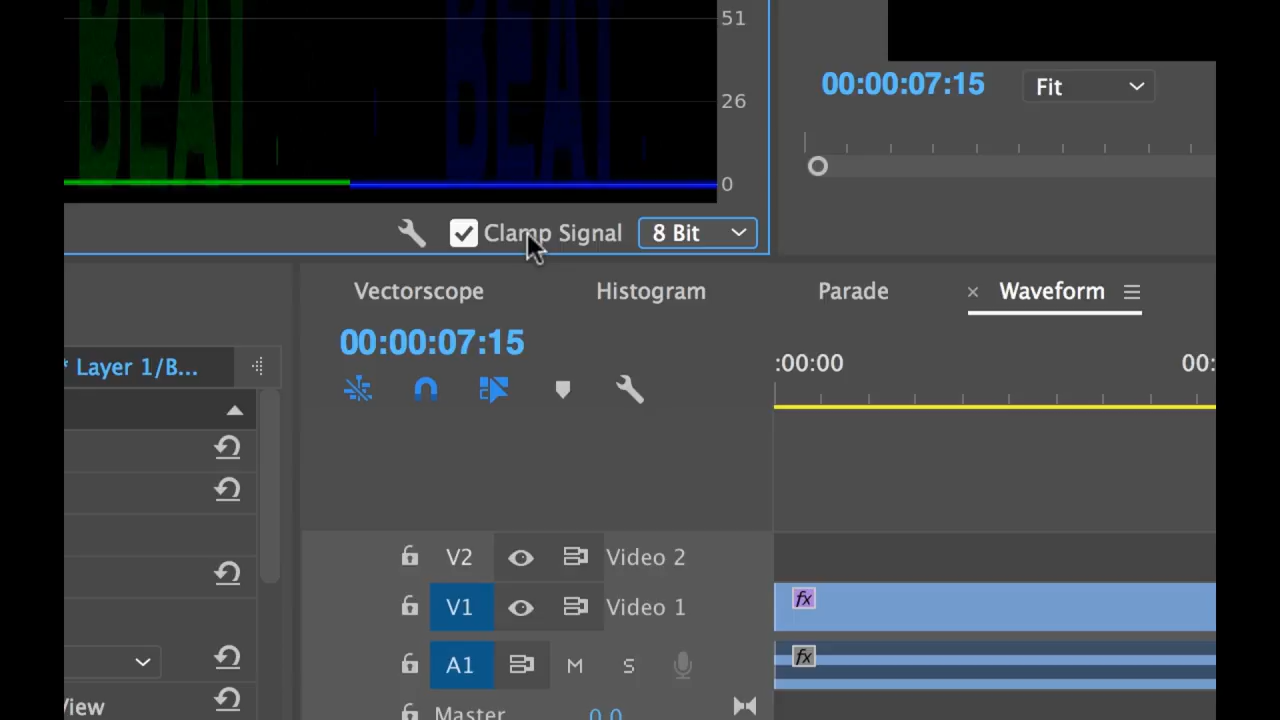 BEAT BEAT
51
26
0
00:00:07:15 Fit
Clamp Signal 8 Bit
Vectorscope Histogram Parade × Waveform
00:00:07:15
:00:00 00:
* Layer 1/B...
V2 Video 2
fx
V1 Video 1
fx
A1 M S
View
Master 0.0